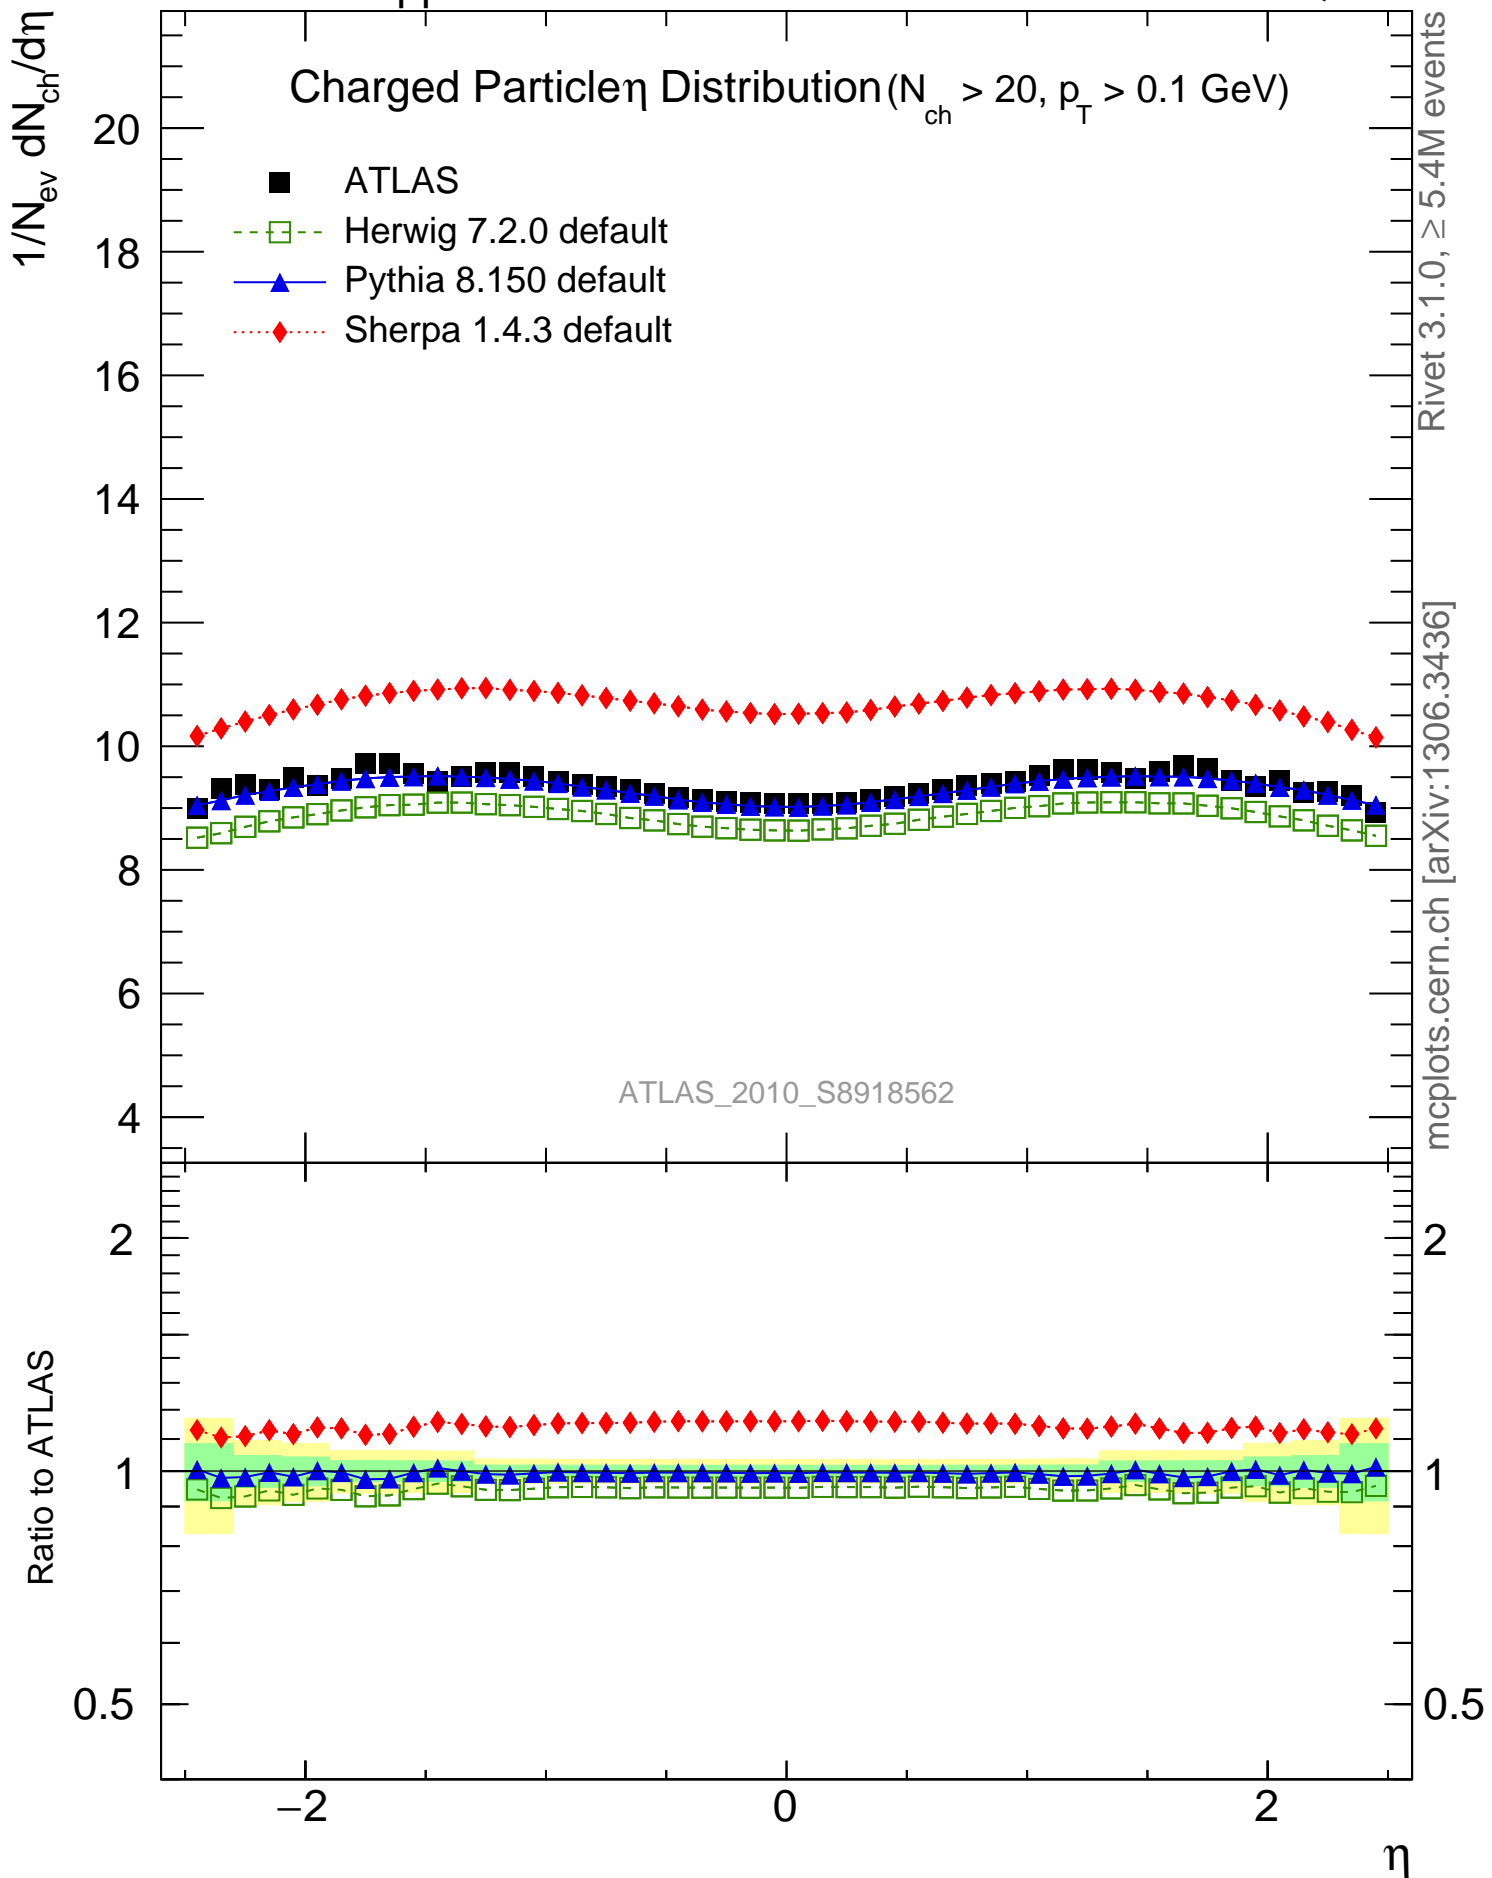 pp
1/N_ev dN_ch/dη
Charged Particleη Distribution (N_ch > 20, p_T > 0.1 GeV)
ATLAS
Herwig 7.2.0 default
Pythia 8.150 default
Sherpa 1.4.3 default
20
18
16
14
12
10
8
6
4
ATLAS_2010_S8918562
Rivet 3.1.0, ≥ 5.4M events
mcplots.cern.ch [arXiv:1306.3436]
Ratio to ATLAS
2
1
0.5
2
1
0.5
−2
0
2
η